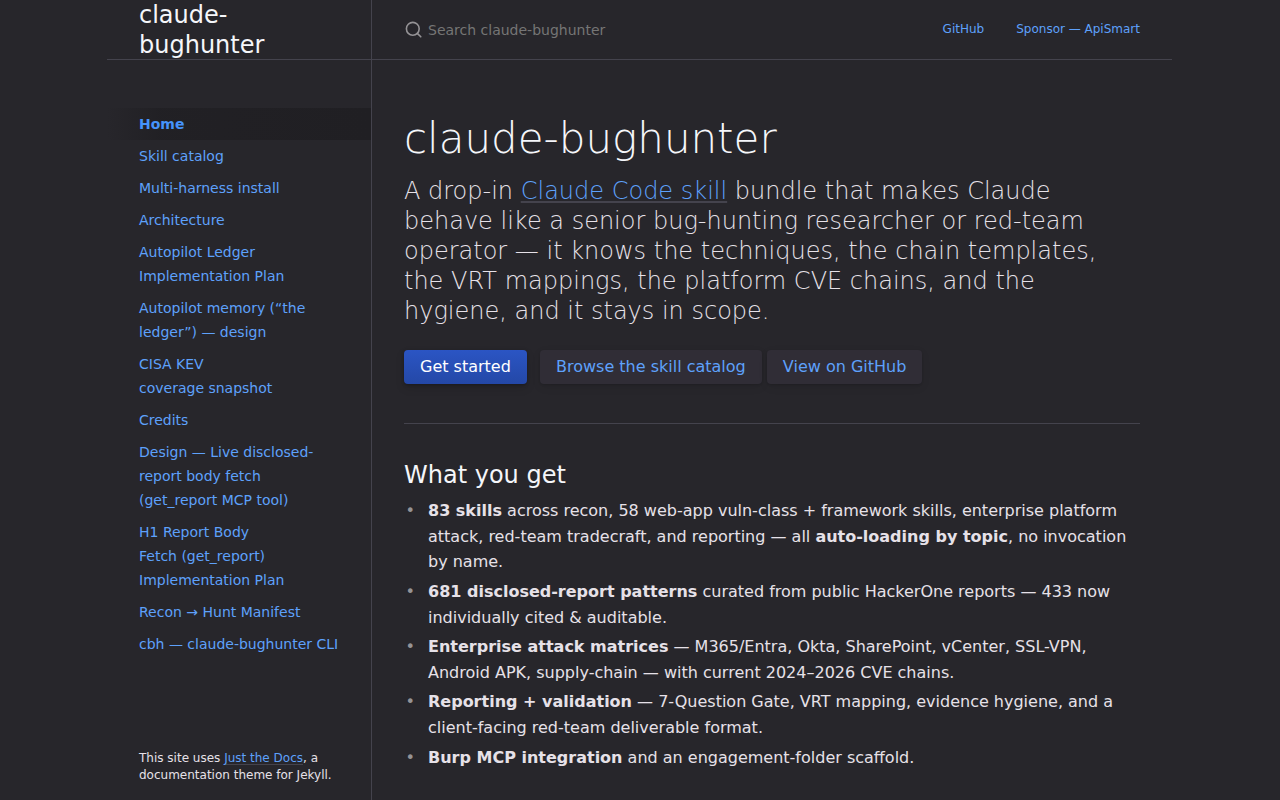 claude-
bughunter
Search claude-bughunter
GitHub
Sponsor — ApiSmart
Home
Skill catalog
Multi-harness install
Architecture
Autopilot Ledger
Implementation Plan
Autopilot memory (“the
ledger”) — design
CISA KEV
coverage snapshot
Credits
Design — Live disclosed-
report body fetch
(get_report MCP tool)
H1 Report Body
Fetch (get_report)
Implementation Plan
Recon → Hunt Manifest
cbh — claude-bughunter CLI
This site uses Just the Docs, a
documentation theme for Jekyll.
claude-bughunter
A drop-in Claude Code skill bundle that makes Claude
behave like a senior bug-hunting researcher or red-team
operator — it knows the techniques, the chain templates,
the VRT mappings, the platform CVE chains, and the
hygiene, and it stays in scope.
Get started
Browse the skill catalog
View on GitHub
What you get
• 83 skills across recon, 58 web-app vuln-class + framework skills, enterprise platform
attack, red-team tradecraft, and reporting — all auto-loading by topic, no invocation
by name.
• 681 disclosed-report patterns curated from public HackerOne reports — 433 now
individually cited & auditable.
• Enterprise attack matrices — M365/Entra, Okta, SharePoint, vCenter, SSL-VPN,
Android APK, supply-chain — with current 2024–2026 CVE chains.
• Reporting + validation — 7-Question Gate, VRT mapping, evidence hygiene, and a
client-facing red-team deliverable format.
• Burp MCP integration and an engagement-folder scaffold.